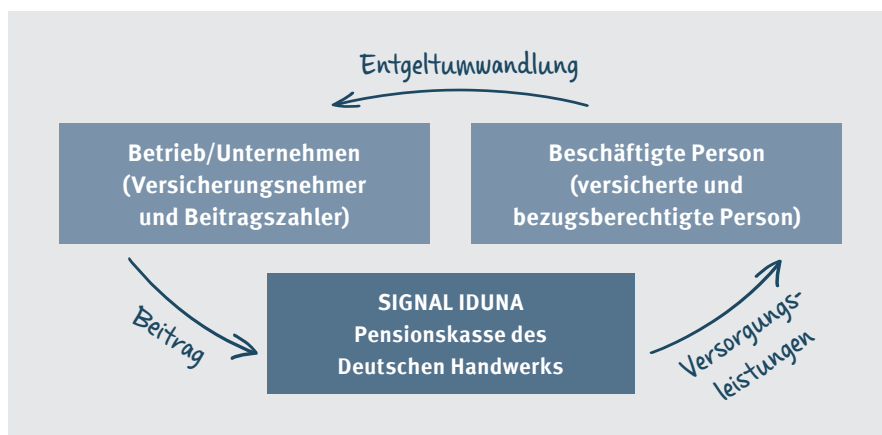 Entgeltumwandlung
Betrieb/Unternehmen
(Versicherungsnehmer
und Beitragszahler)
Beschäftigte Person
(versicherte und
bezugsberechtigte Person)
Beitrag
SIGNAL IDUNA
Pensionskasse des
Deutschen Handwerks
Versorgungs-
leistungen